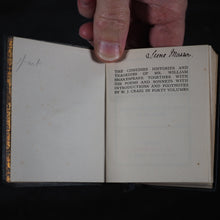 THE COMEDIES HISTORIES AND
TRAGEDIES OF MR. WILLIAM
SHAKESPEARE TOGETHER WITH
HIS POEMS AND SONNETS WITH
INTRODUCTIONS AND FOOTNOTES
BY W. J. CRAIG IN FORTY VOLUMES